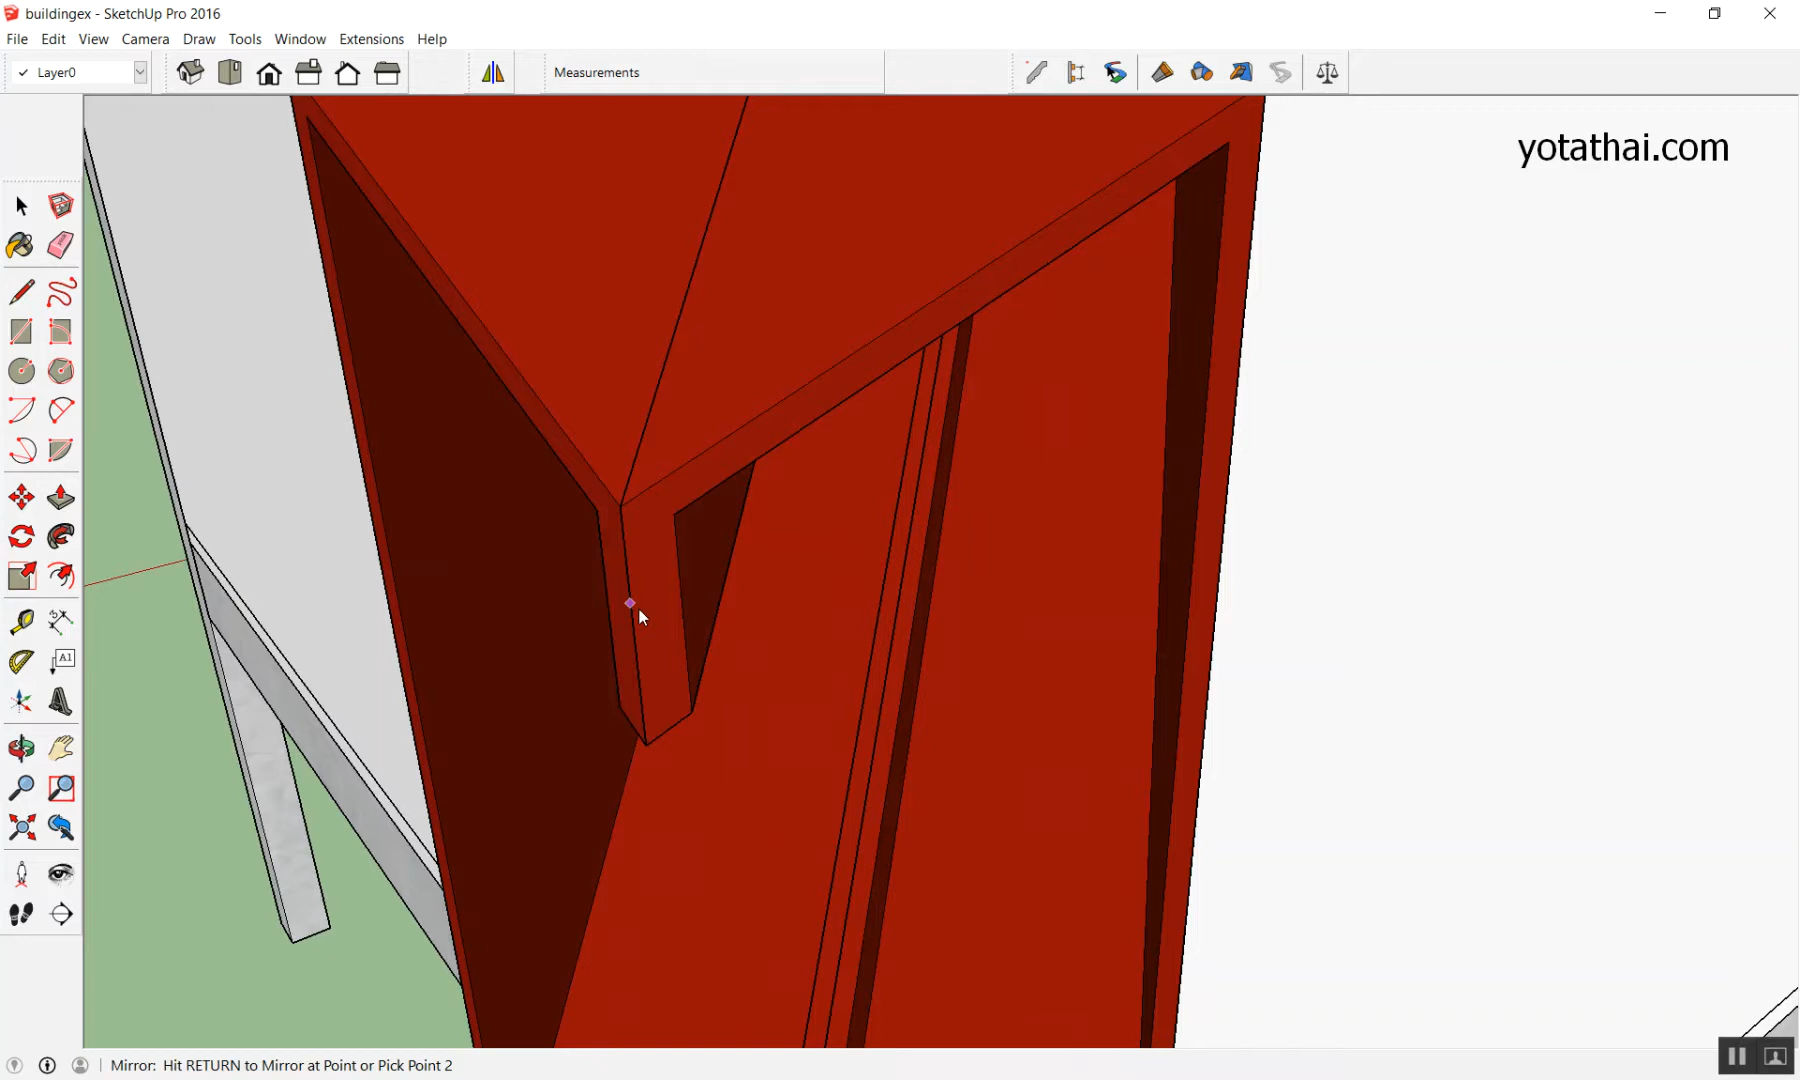 buildingex - SketchUp Pro 2016
File Edit View Camera Draw Tools Window Extensions Help
Layer0
Measurements
yotathai.com
A1
Mirror: Hit RETURN to Mirror at Point or Pick Point 2